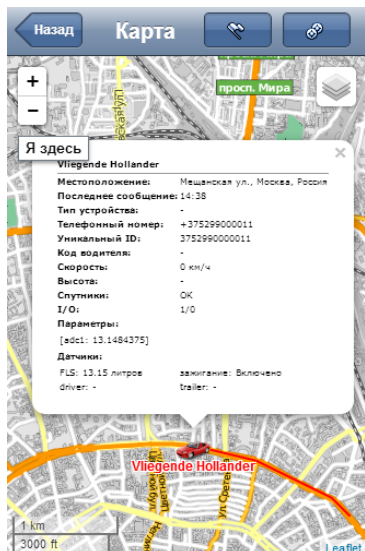 Назад
Карта
просп. Мира
+
−
Я здесь
×
Vliegende Hollander
Местоположение: Мещанская ул., Москва, Россия
Последнее сообщение: 14:38
Тип устройства: -
Телефонный номер: +375299000011
Уникальный ID: 3752990000011
Код водителя: -
Скорость: 0 км/ч
Высота: -
Спутники: OK
I/O: 1/0
Параметры:
[adc1: 13.1484375]
Датчики:
FLS: 13.15 литров зажигание: Включено
driver: - trailer: -
Vliegende Hollander
1 km
3000 ft
Leaflet